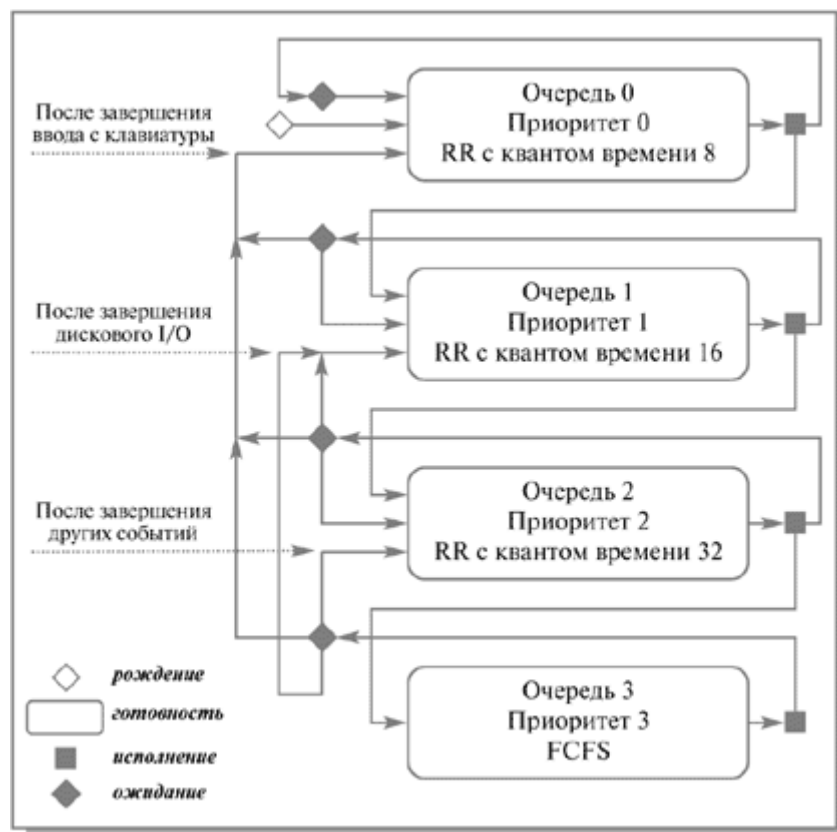 После завершения
ввода с клавиатуры
Очередь 0
Приоритет 0
RR с квантом времени 8
После завершения
дискового I/O
Очередь 1
Приоритет 1
RR с квантом времени 16
После завершения
других событий
Очередь 2
Приоритет 2
RR с квантом времени 32
Очередь 3
Приоритет 3
FCFS
рождение
готовность
исполнение
ожидание